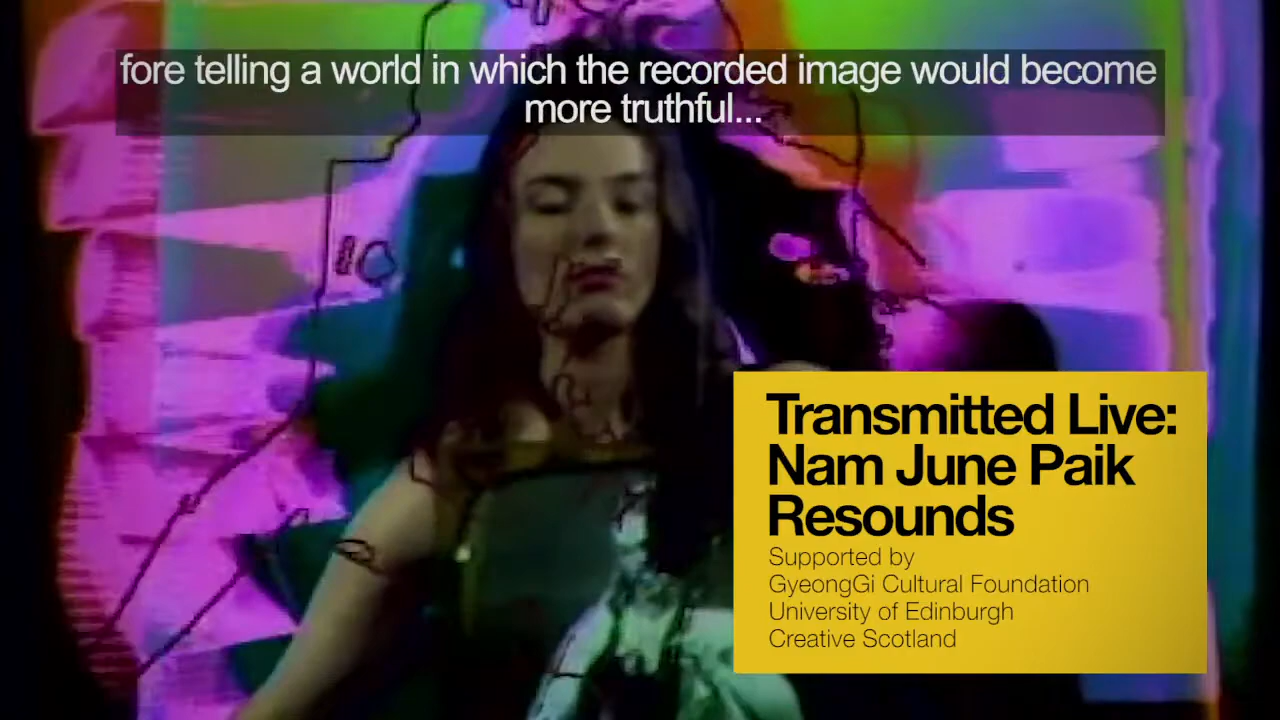 fore telling a world in which the recorded image would become
more truthful...
Transmitted Live:
Nam June Paik
Resounds
Supported by
GyeongGi Cultural Foundation
University of Edinburgh
Creative Scotland